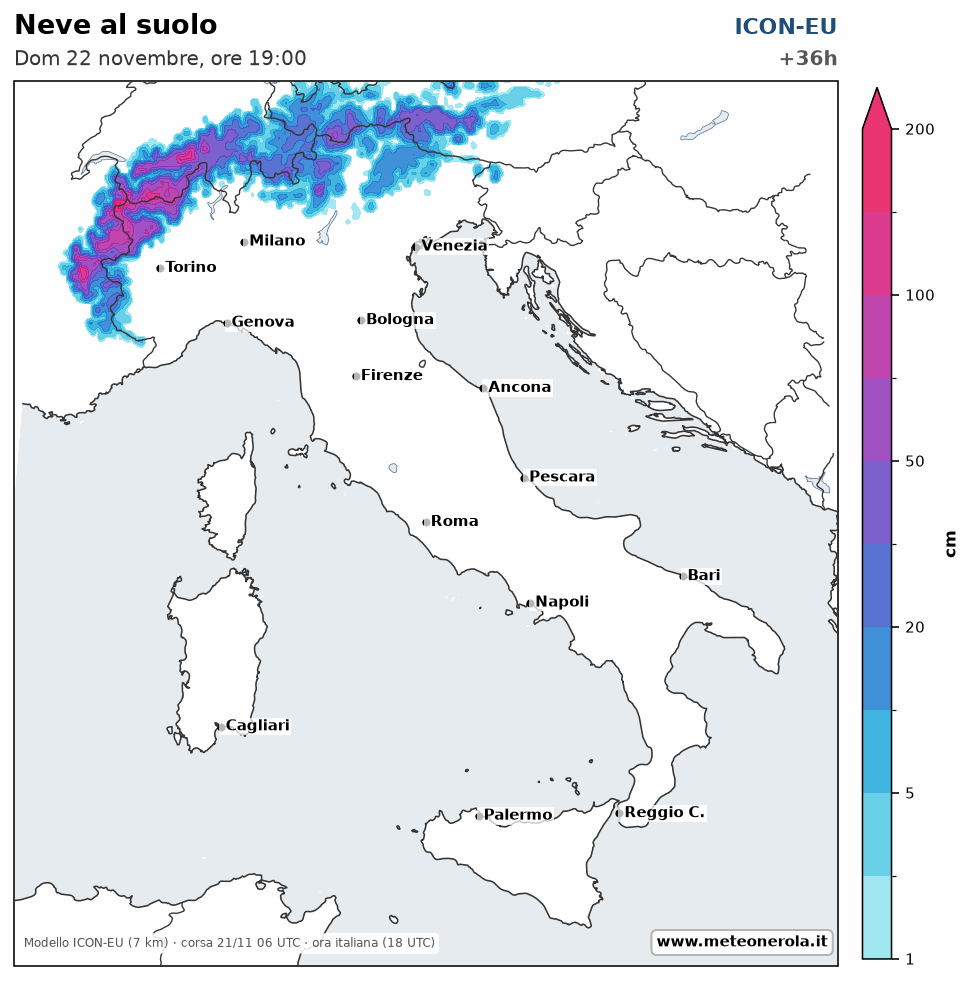 Neve al suolo
ICON-EU
Dom 22 novembre, ore 19:00
+36h
200
Milano
Venezia
Torino
100
Genova
Bologna
Firenze
Ancona
50
Pescara
Roma
cm
Bari
Napoli
20
Cagliari
5
Palermo
Reggio C.
Modello ICON-EU (7 km) · corsa 21/11 06 UTC · ora italiana (18 UTC)
www.meteonerola.it
1